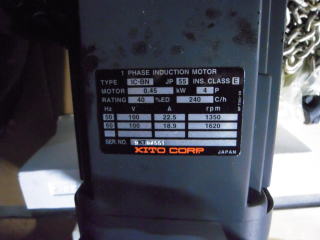 1 PHASE INDUCTION MOTOR
TYPE IC-BN JP 55 INS. CLASS E
MOTOR 0.45 kW 4 P
RATING 40 %ED 240 C/h
Hz V A rpm
50 100 22.5 1350
60 100 18.9 1620
SER. NO.
KITO CORP JAPAN